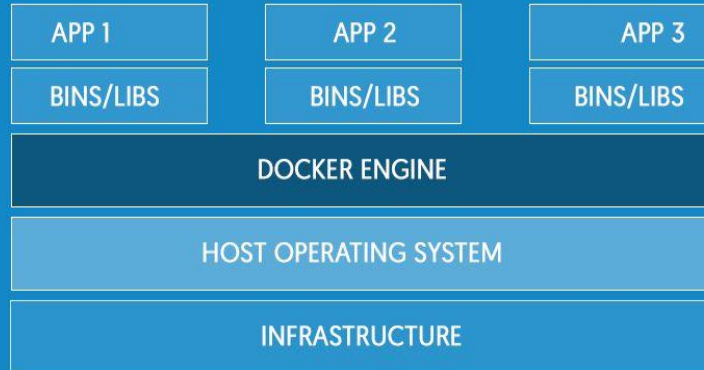 APP 1 APP 2 APP 3
BINS/LIBS BINS/LIBS BINS/LIBS
DOCKER ENGINE
HOST OPERATING SYSTEM
INFRASTRUCTURE